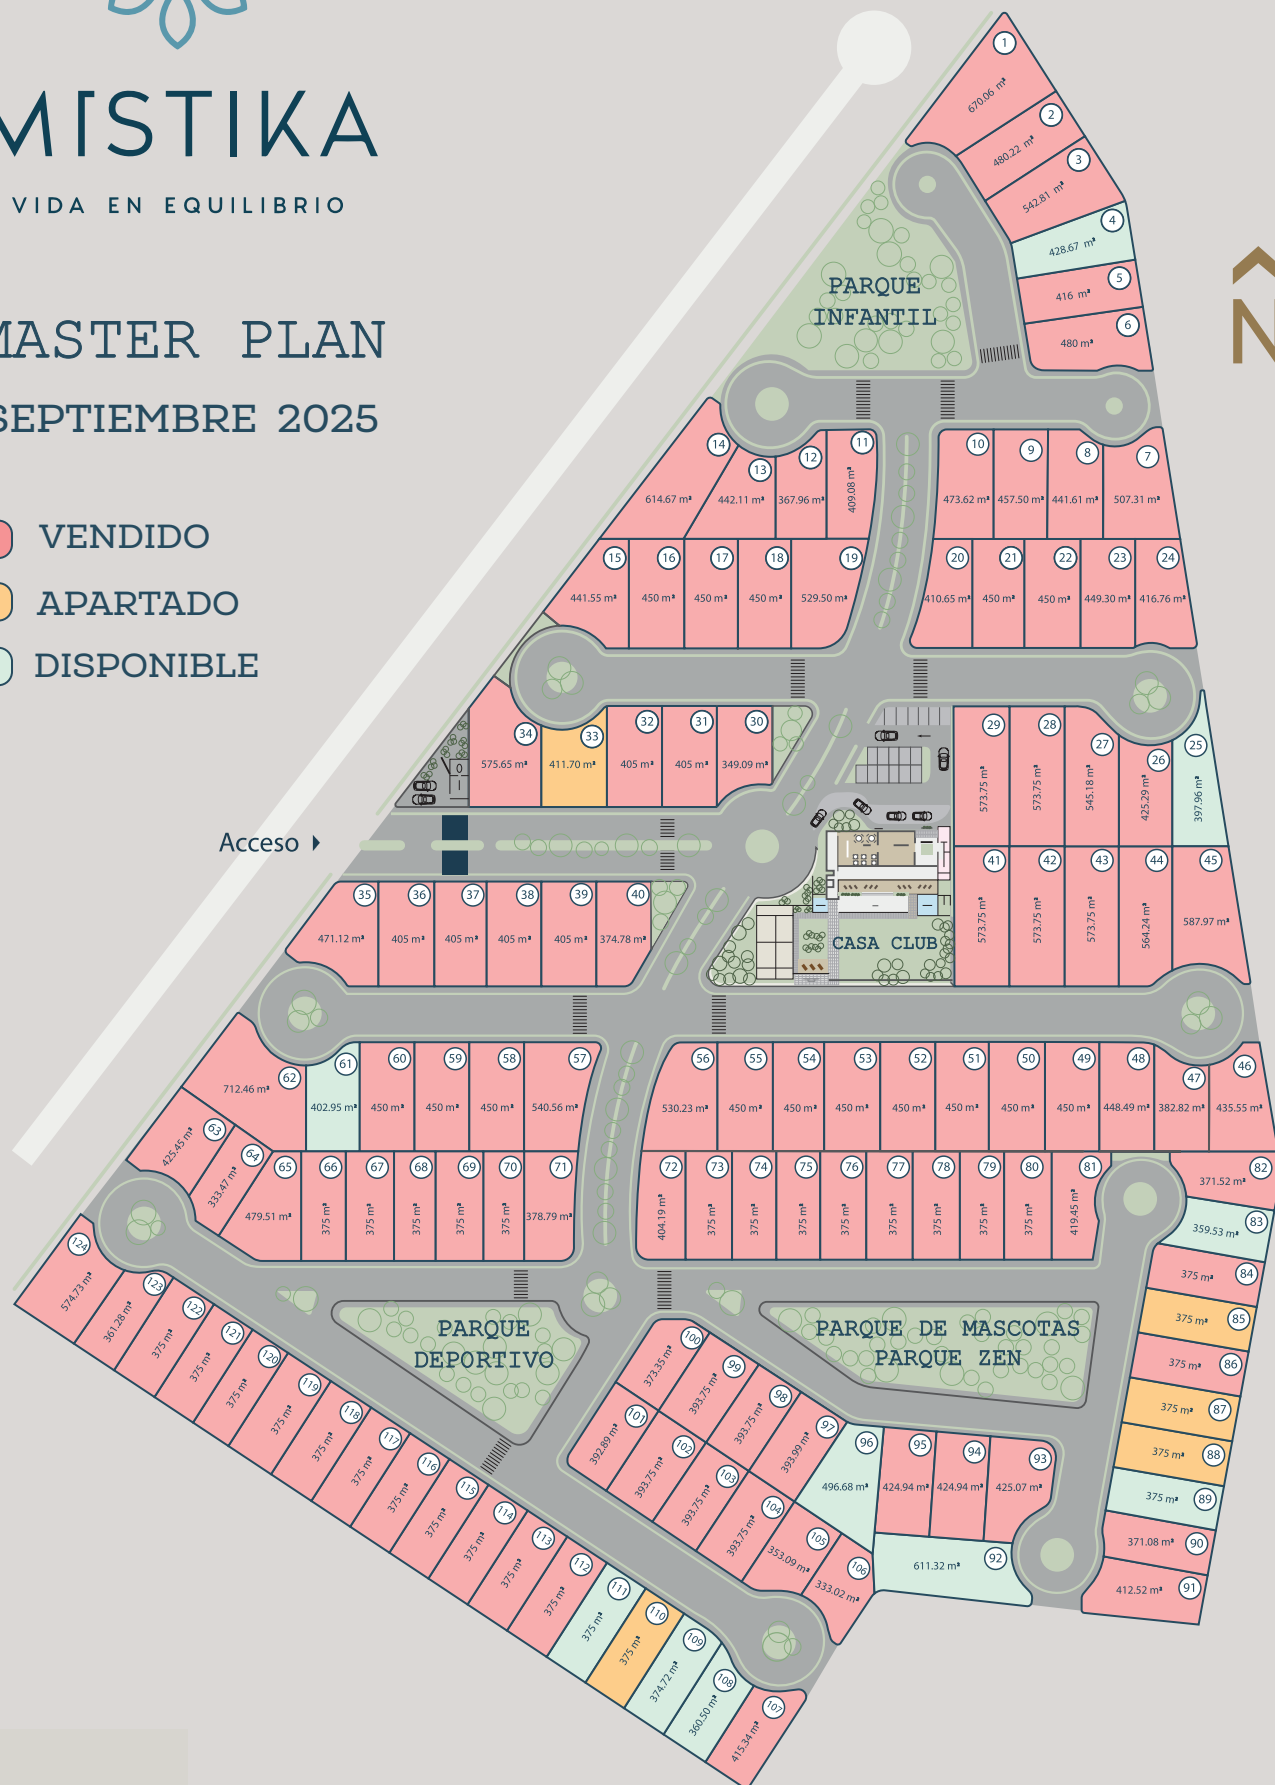 MISTIKA
VIDA EN EQUILIBRIO
MASTER PLAN
SEPTIEMBRE 2025
VENDIDO
APARTADO
DISPONIBLE
N
1
670.06 m²
2
480.22 m²
3
542.81 m²
4
428.67 m²
5
416 m²
6
480 m²
PARQUE
INFANTIL
14 13 12 11 10 9 8 7
614.67 m² 442.11 m² 367.96 m² 409.08 m² 473.62 m² 457.50 m² 441.61 m² 507.31 m²
15 16 17 18 19 20 21 22 23 24
441.55 m² 450 m² 450 m² 450 m² 529.50 m² 410.65 m² 450 m² 450 m² 449.30 m² 416.76 m²
34 33 32 31 30 29 28 27 26 25
575.65 m² 411.70 m² 405 m² 405 m² 349.09 m² 573.75 m² 573.75 m² 545.18 m² 425.29 m² 397.96 m²
Acceso
35 36 37 38 39 40 41 42 43 44 45
471.12 m² 405 m² 405 m² 405 m² 405 m² 374.78 m² 573.75 m² 573.75 m² 573.75 m² 564.24 m² 587.97 m²
CASA CLUB
62 61 60 59 58 57 56 55 54 53 52 51 50 49 48 47 46
712.46 m² 402.95 m² 450 m² 450 m² 450 m² 540.56 m² 530.23 m² 450 m² 450 m² 450 m² 450 m² 450 m² 450 m² 450 m² 448.49 m² 382.82 m² 435.55 m²
63 64 65 66 67 68 69 70 71 72 73 74 75 76 77 78 79 80 81
425.45 m² 333.47 m² 479.51 m² 375 m² 375 m² 375 m² 375 m² 375 m² 378.79 m² 404.19 m² 375 m² 375 m² 375 m² 375 m² 375 m² 375 m² 375 m² 375 m² 419.45 m²
82
371.52 m²
83
359.53 m²
84
375 m²
85
375 m²
86
375 m²
87
375 m²
88
375 m²
89
375 m²
90
371.08 m²
91
412.52 m²
PARQUE
DEPORTIVO
PARQUE DE MASCOTAS
PARQUE ZEN
100 99 98 97 96 95 94 93
373.35 m² 393.75 m² 393.75 m² 393.99 m² 496.68 m² 424.94 m² 424.94 m² 425.07 m²
92
611.32 m²
101 102 103 104 105 106
392.89 m² 393.75 m² 393.75 m² 393.75 m² 353.09 m² 333.02 m²
124 123 122 121 120 119 118 117 116 115 114 113 112 111 110 109 108 107
574.73 m² 361.28 m² 375 m² 375 m² 375 m² 375 m² 375 m² 375 m² 375 m² 375 m² 375 m² 375 m² 375 m² 375 m² 375 m² 374.72 m² 360.50 m² 415.34 m²